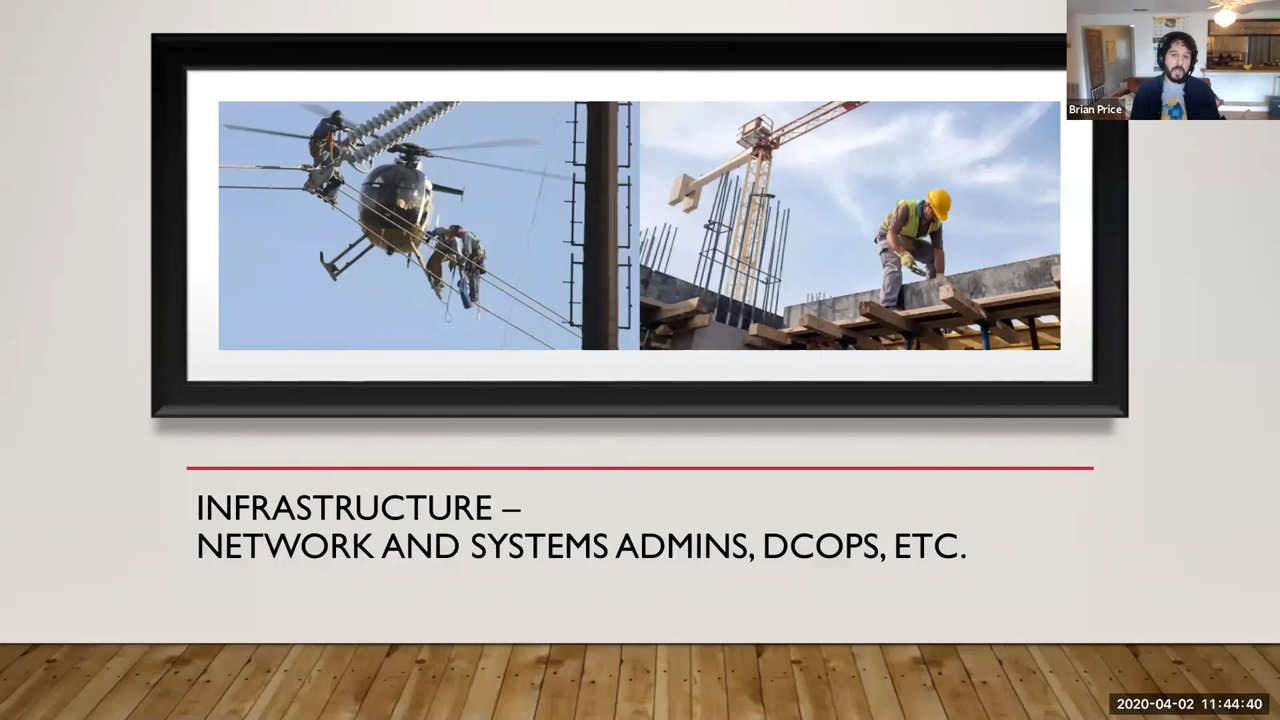 Brian Price
INFRASTRUCTURE –
NETWORK AND SYSTEMS ADMINS, DCOPS, ETC.
2020-04-02 11:44:40